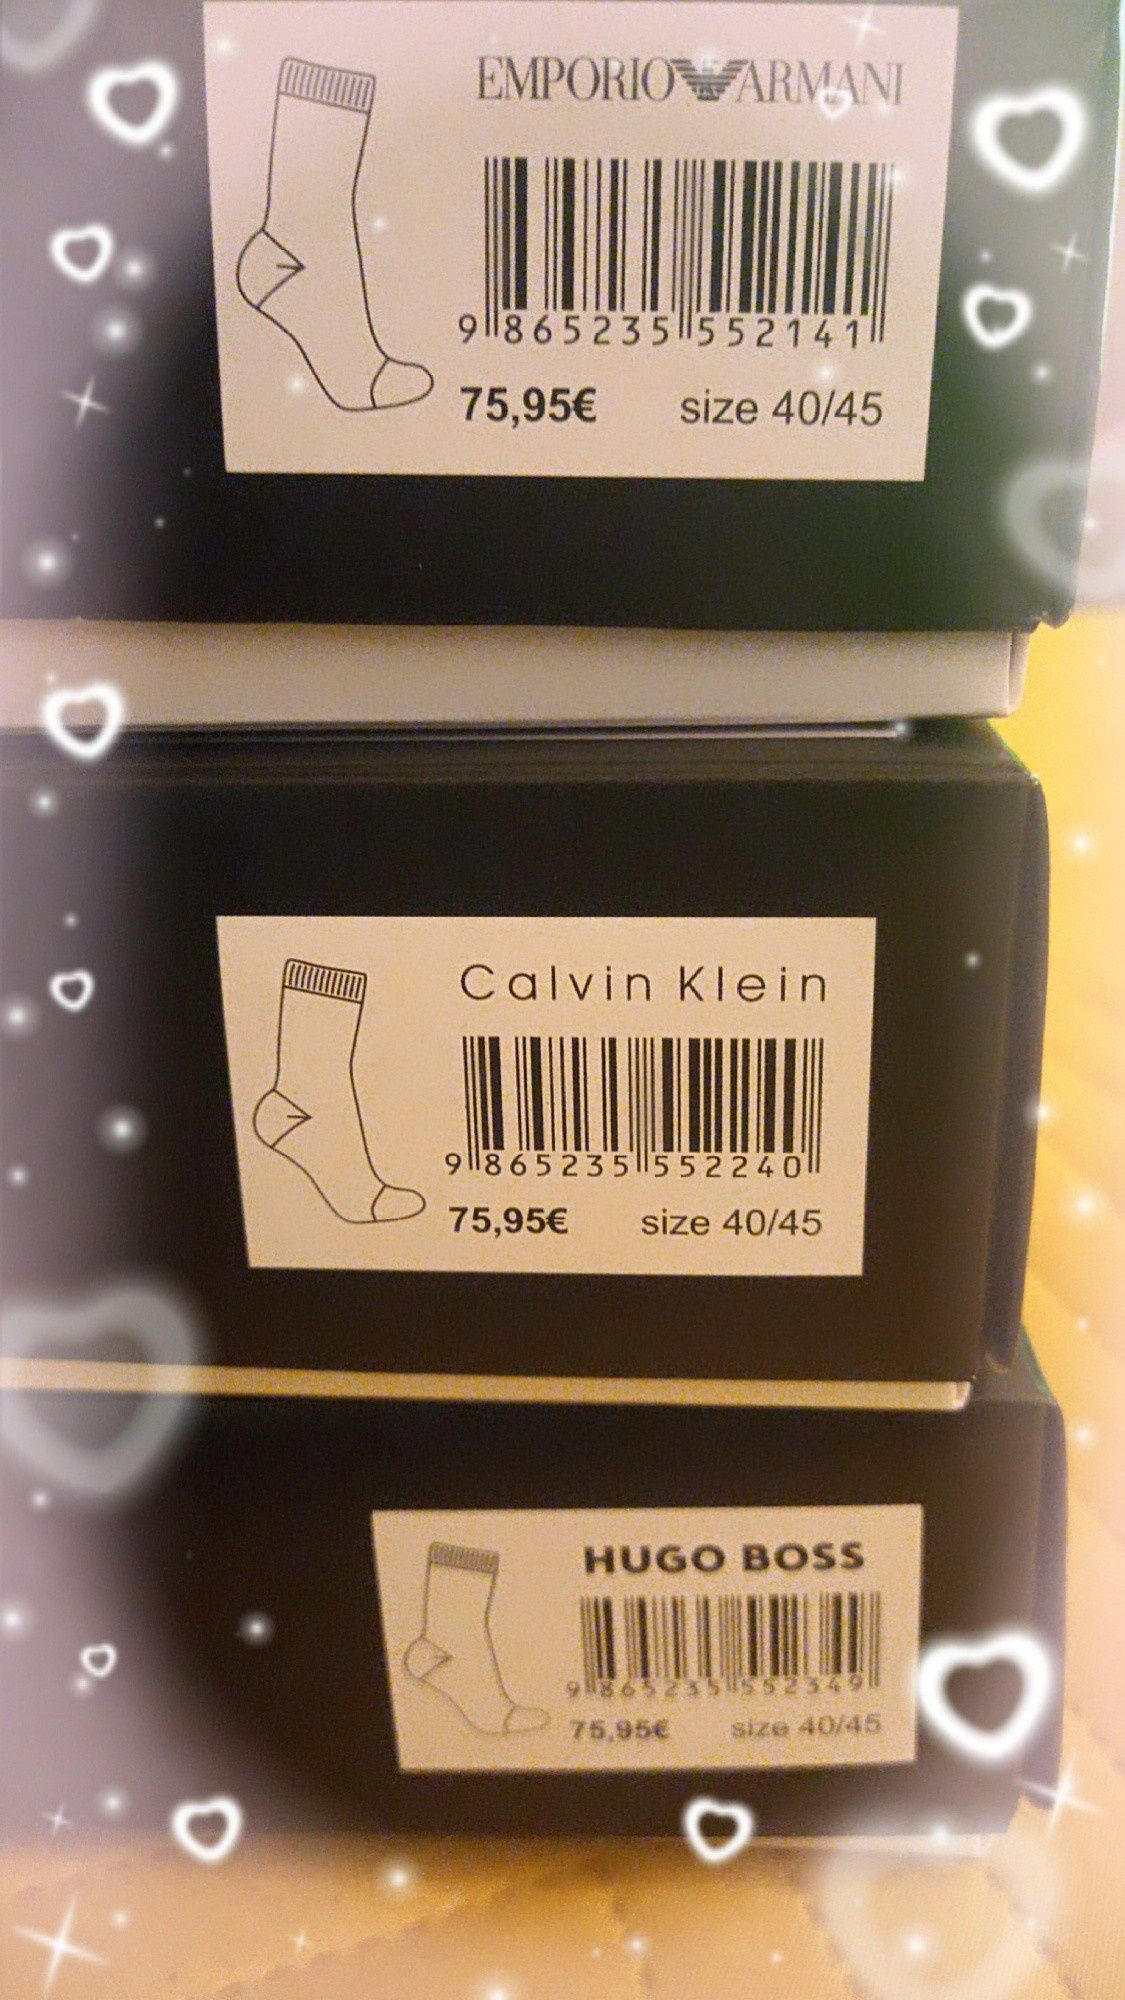 EMPORIO ARMANI
9 865235 552141
75,95€ size 40/45
Calvin Klein
9 865235 552240
75,95€ size 40/45
HUGO BOSS
9 865235 552349
75,95€ size 40/45